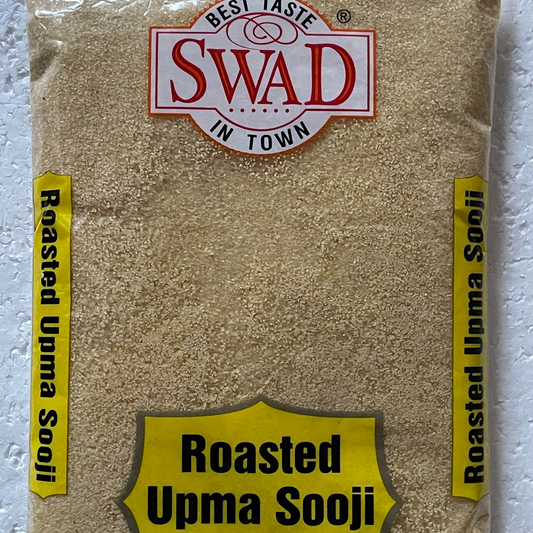 BEST TASTE
®
SWAD
IN TOWN
Roasted Upma Sooji
Roasted Upma Sooji
Roasted
Upma Sooji